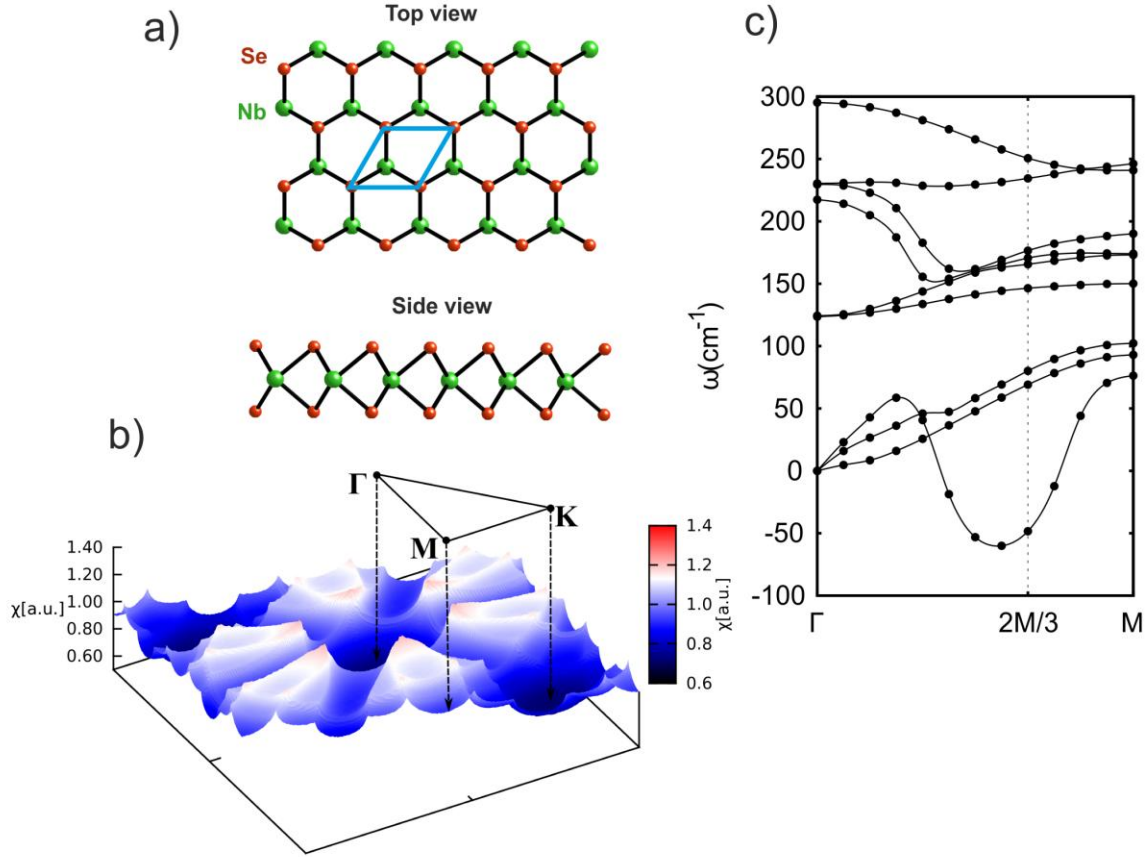 a)
Top view
Se
Nb
Side view
b)
Γ
K
M
1.40
1.20
1.00
0.80
0.60
χ[a.u.]
1.4
1.2
1.0
0.8
0.6
χ[a.u.]
c)
300
250
200
150
100
50
0
-50
-100
ω(cm-1)
Γ
2M/3
M